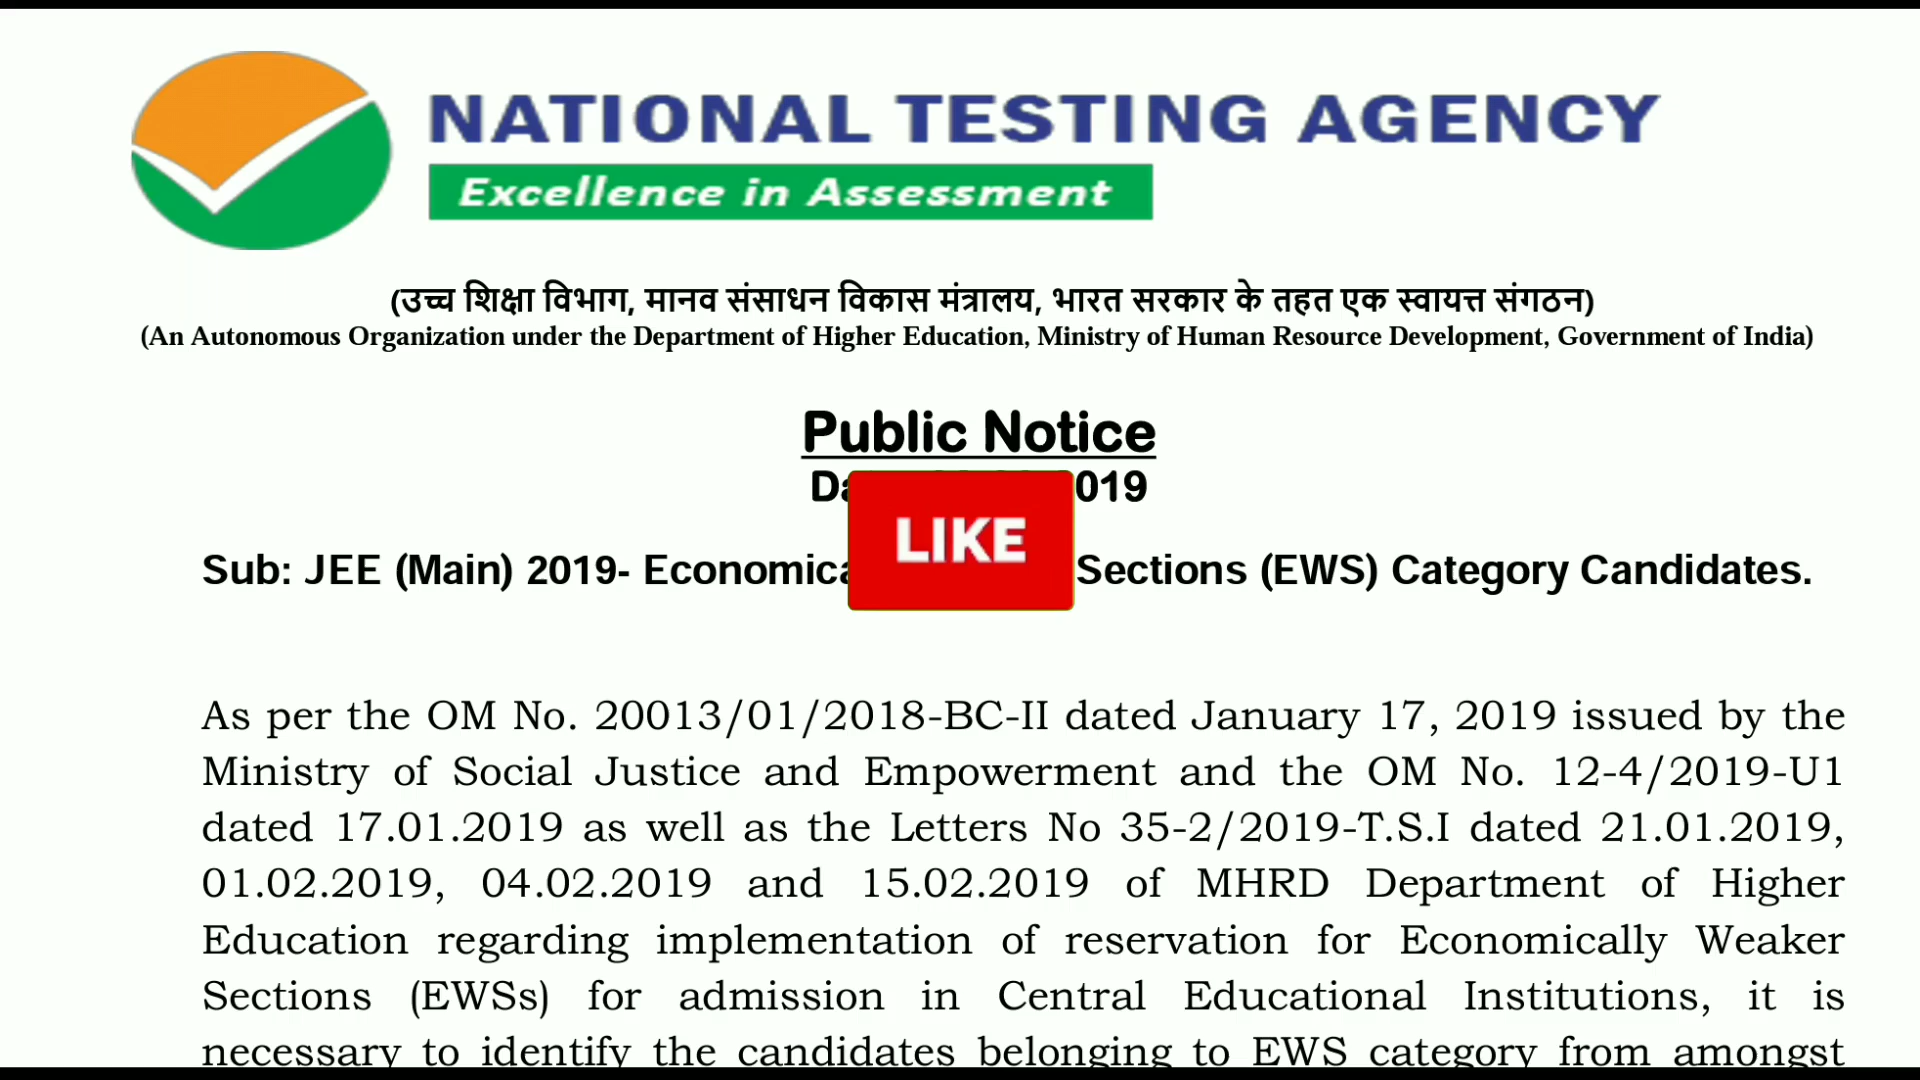 NATIONAL TESTING AGENCY
Excellence in Assessment
(उच्च शिक्षा विभाग, मानव संसाधन विकास मंत्रालय, भारत सरकार के तहत एक स्वायत्त संगठन)
(An Autonomous Organization under the Department of Higher Education, Ministry of Human Resource Development, Government of India)
Public Notice
019
LIKE
Sub: JEE (Main) 2019- Sections (EWS) Category Candidates.
As per the OM No. 20013/01/2018-BC-II dated January 17, 2019 issued by the
Ministry of Social Justice and Empowerment and the OM No. 12-4/2019-U1
dated 17.01.2019 as well as the Letters No 35-2/2019-T.S.I dated 21.01.2019,
01.02.2019, 04.02.2019 and 15.02.2019 of MHRD Department of Higher
Education regarding implementation of reservation for Economically Weaker
Sections (EWSs) for admission in Central Educational Institutions, it is
necessary to identify the candidates belonging to EWS category from amongst